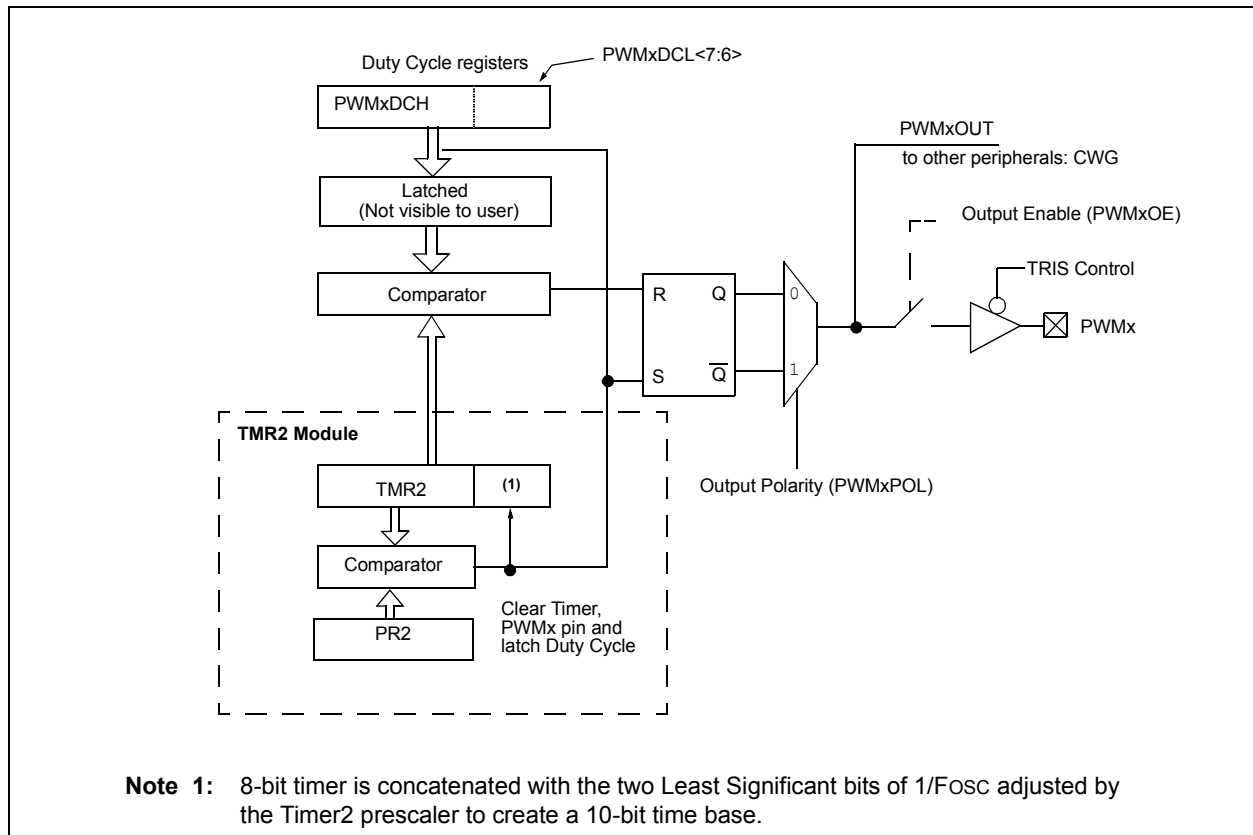 Duty Cycle registers
PWMxDCL<7:6>
PWMxDCH
Latched
(Not visible to user)
Comparator
R
Q
S
Q
0
1
PWMxOUT
to other peripherals: CWG
Output Enable (PWMxOE)
TRIS Control
PWMx
Output Polarity (PWMxPOL)
TMR2 Module
TMR2
(1)
Comparator
PR2
Clear Timer,
PWMx pin and
latch Duty Cycle
Note 1: 8-bit timer is concatenated with the two Least Significant bits of 1/FOSC adjusted by
the Timer2 prescaler to create a 10-bit time base.